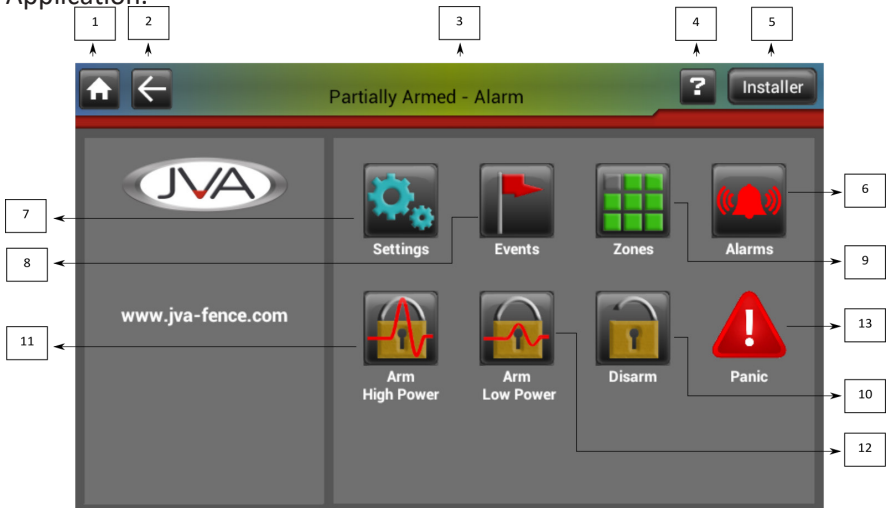 Application.
1 2 3 4 5
Partially Armed - Alarm ? Installer
JVA
6
7
Settings Events Zones Alarms
8 9
www.jva-fence.com
13
11
Arm Arm Disarm Panic
High Power Low Power
10
12